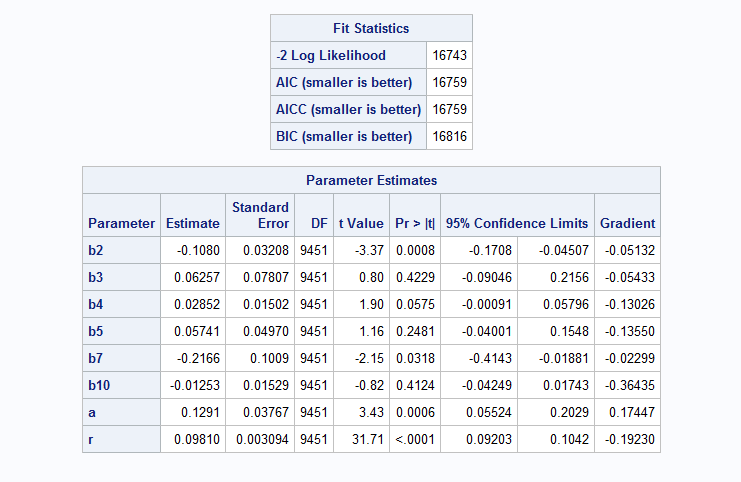 Fit Statistics
-2 Log Likelihood 16743
AIC (smaller is better) 16759
AICC (smaller is better) 16759
BIC (smaller is better) 16816
Parameter Estimates
Parameter Estimate Standard Error DF t Value Pr > |t| 95% Confidence Limits Gradient
b2 -0.1080 0.03208 9451 -3.37 0.0008 -0.1708 -0.04507 -0.05132
b3 0.06257 0.07807 9451 0.80 0.4229 -0.09046 0.2156 -0.05433
b4 0.02852 0.01502 9451 1.90 0.0575 -0.00091 0.05796 -0.13026
b5 0.05741 0.04970 9451 1.16 0.2481 -0.04001 0.1548 -0.13550
b7 -0.2166 0.1009 9451 -2.15 0.0318 -0.4143 -0.01881 -0.02299
b10 -0.01253 0.01529 9451 -0.82 0.4124 -0.04249 0.01743 -0.36435
a 0.1291 0.03767 9451 3.43 0.0006 0.05524 0.2029 0.17447
r 0.09810 0.003094 9451 31.71 <.0001 0.09203 0.1042 -0.19230